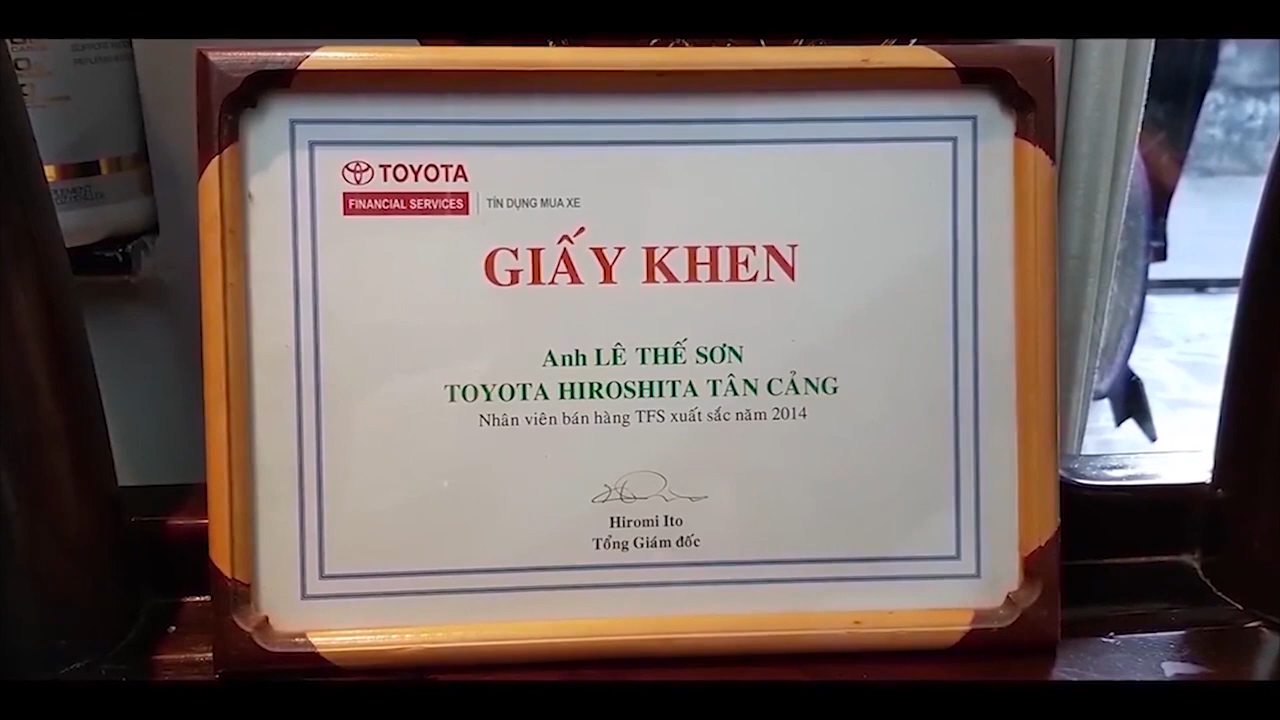 TOYOTA
FINANCIAL SERVICES
TÍN DỤNG MUA XE
GIẤY KHEN
Anh LÊ THẾ SƠN
TOYOTA HIROSHITA TÂN CẢNG
Nhân viên bán hàng TFS xuất sắc năm 2014
Hiromi Ito
Tổng Giám đốc